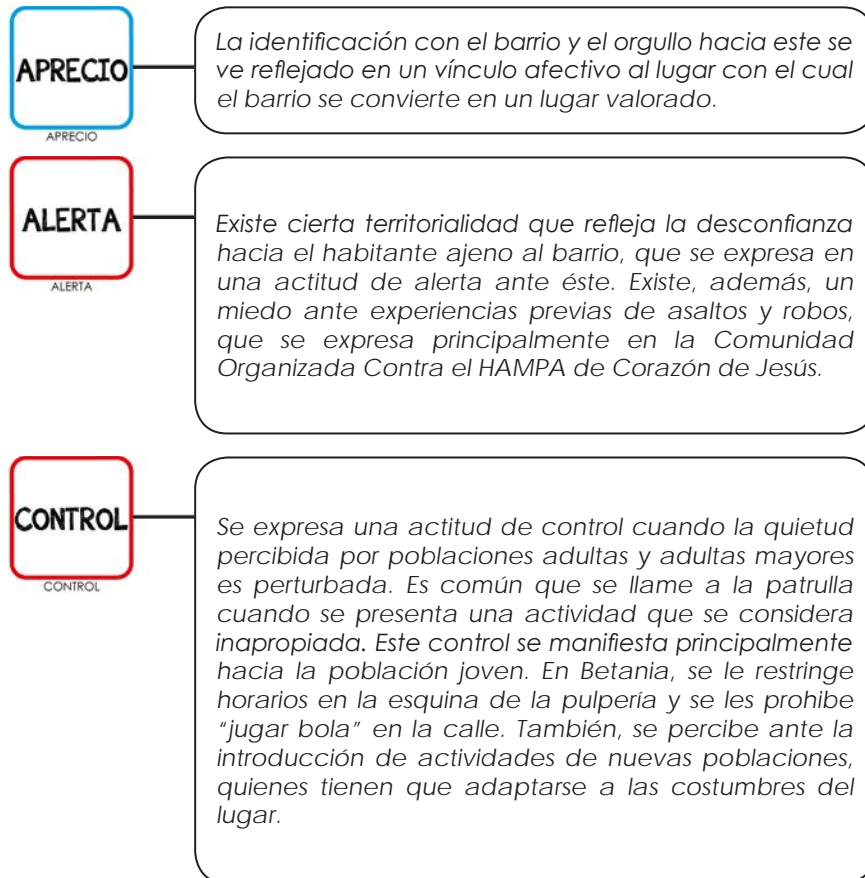 APRECIO
APRECIO
La identificación con el barrio y el orgullo hacia este se
ve reflejado en un vínculo afectivo al lugar con el cual
el barrio se convierte en un lugar valorado.
ALERTA
ALERTA
Existe cierta territorialidad que refleja la desconfianza
hacia el habitante ajeno al barrio, que se expresa en
una actitud de alerta ante éste. Existe, además, un
miedo ante experiencias previas de asaltos y robos,
que se expresa principalmente en la Comunidad
Organizada Contra el HAMPA de Corazón de Jesús.
CONTROL
CONTROL
Se expresa una actitud de control cuando la quietud
percibida por poblaciones adultas y adultas mayores
es perturbada. Es común que se llame a la patrulla
cuando se presenta una actividad que se considera
inapropiada. Este control se manifiesta principalmente
hacia la población joven. En Betania, se le restringe
horarios en la esquina de la pulpería y se les prohibe
“jugar bola” en la calle. También, se percibe ante la
introducción de actividades de nuevas poblaciones,
quienes tienen que adaptarse a las costumbres del
lugar.